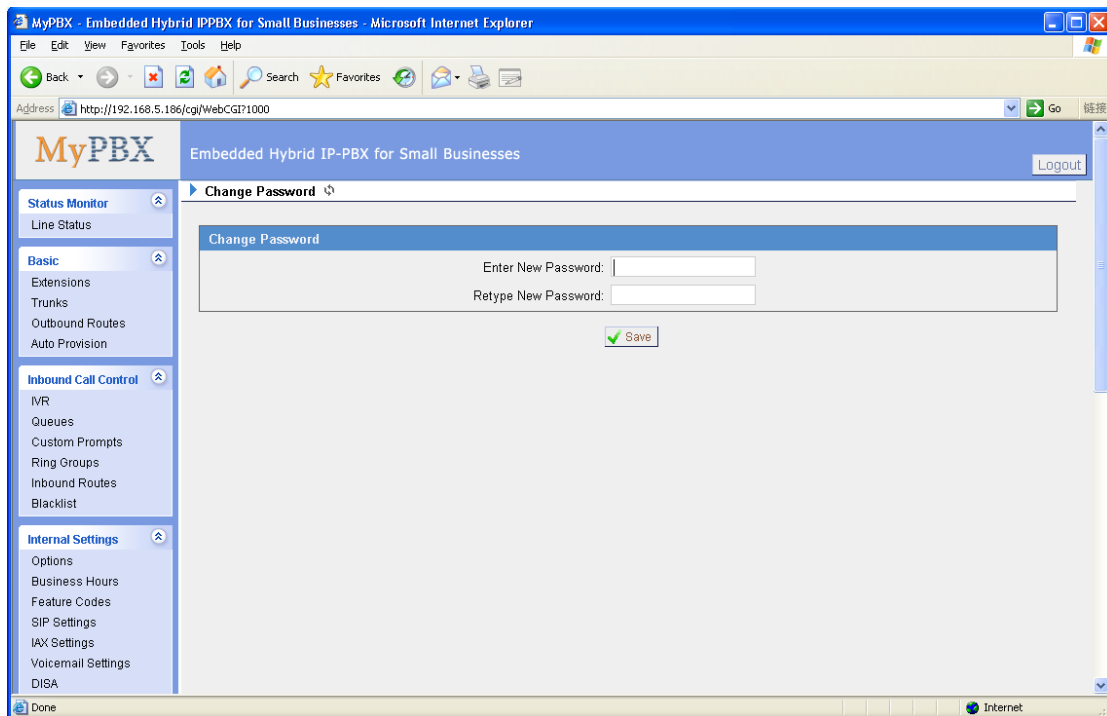 MyPBX - Embedded Hybrid IPPBX for Small Businesses - Microsoft Internet Explorer
File Edit View Favorites Tools Help
Back Search Favorites
Address http://192.168.5.186/cgi/WebCGI?1000 Go 链接
MyPBX
Embedded Hybrid IP-PBX for Small Businesses
Logout
Status Monitor
Line Status
Basic
Extensions
Trunks
Outbound Routes
Auto Provision
Inbound Call Control
IVR
Queues
Custom Prompts
Ring Groups
Inbound Routes
Blacklist
Internal Settings
Options
Business Hours
Feature Codes
SIP Settings
IAX Settings
Voicemail Settings
DISA
Change Password
Change Password
Enter New Password:
Retype New Password:
Save
Done Internet